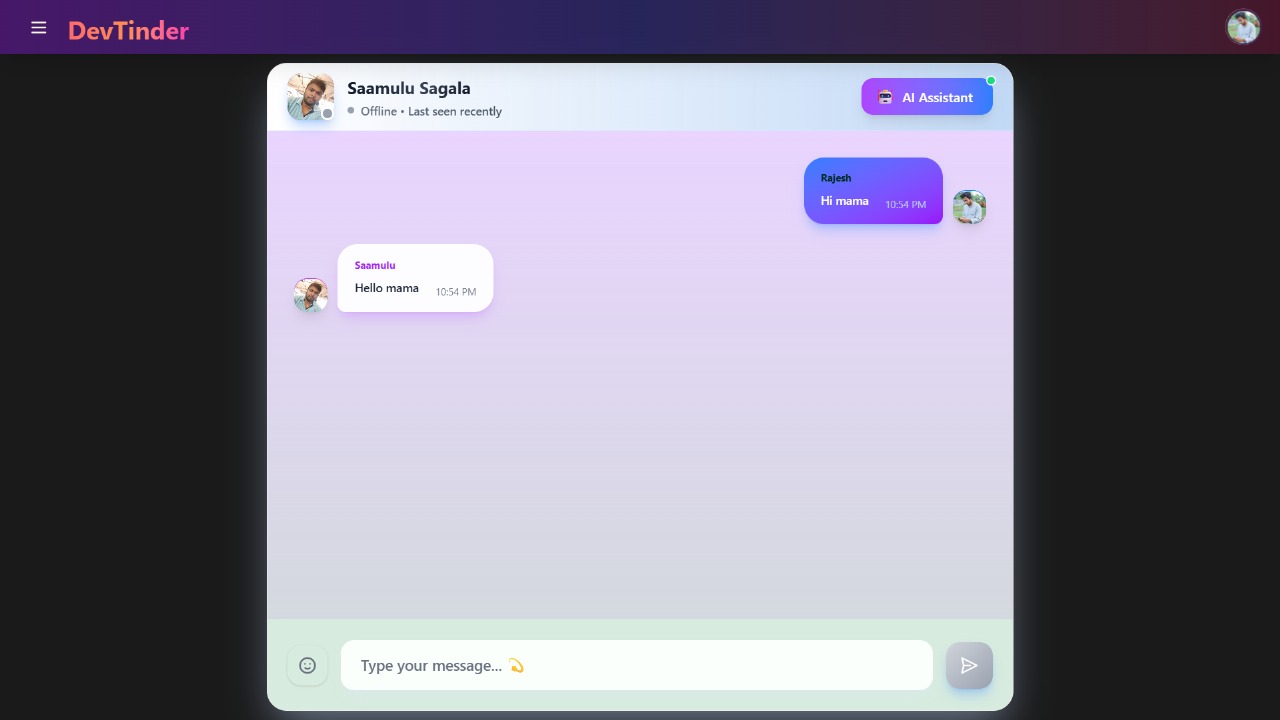 DevTinder
Saamulu Sagala
Offline • Last seen recently
AI Assistant
Rajesh
Hi mama 10:54 PM
Saamulu
Hello mama 10:54 PM
Type your message... 💫